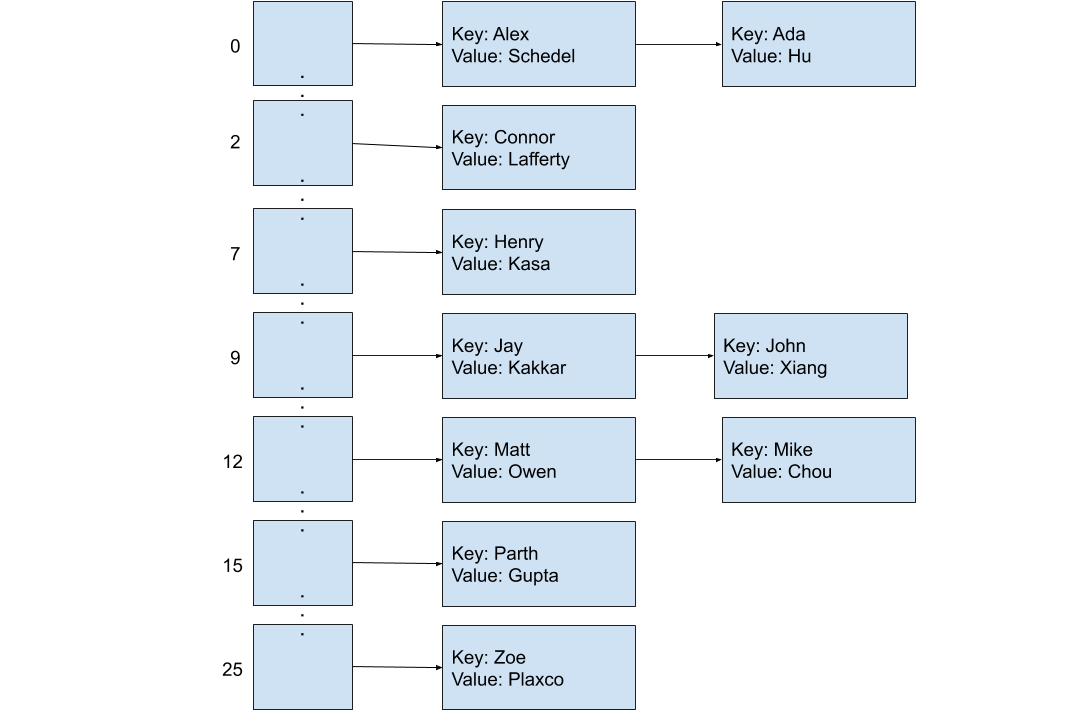 0
Key: Alex
Value: Schedel
Key: Ada
Value: Hu
2
Key: Connor
Value: Lafferty
7
Key: Henry
Value: Kasa
9
Key: Jay
Value: Kakkar
Key: John
Value: Xiang
12
Key: Matt
Value: Owen
Key: Mike
Value: Chou
15
Key: Parth
Value: Gupta
25
Key: Zoe
Value: Plaxco